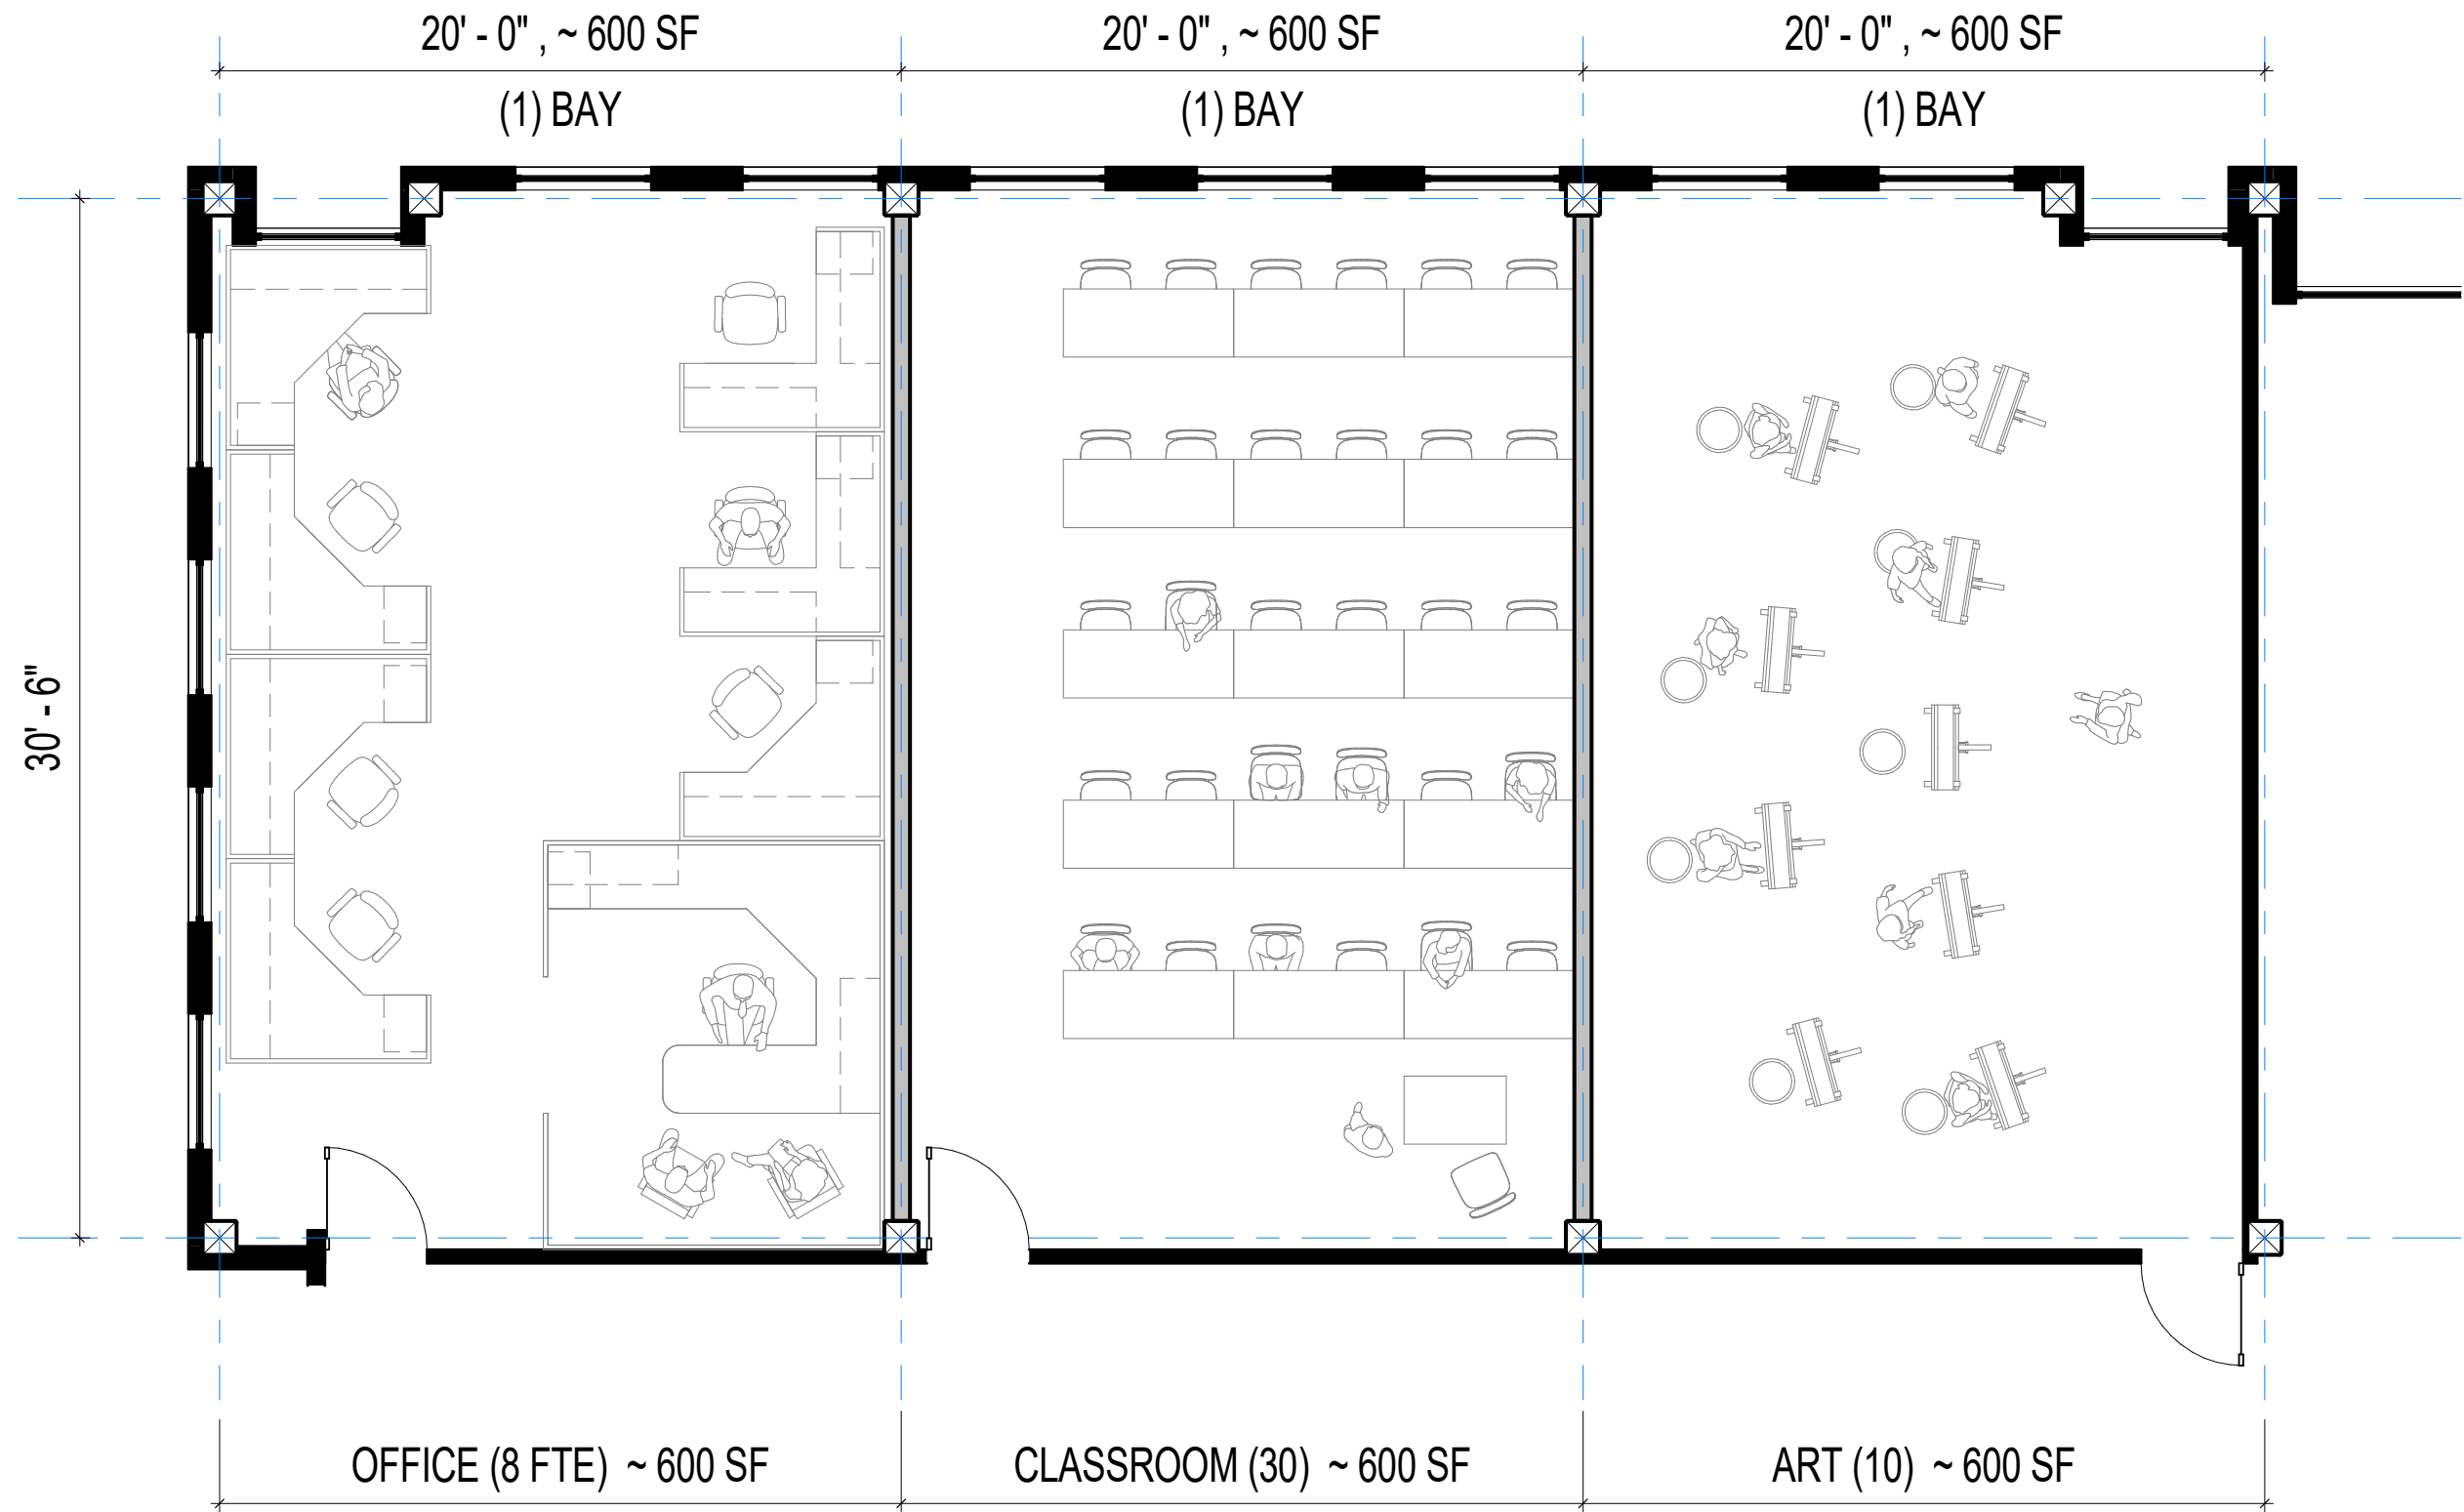 20' - 0" , ~ 600 SF
20' - 0" , ~ 600 SF
20' - 0" , ~ 600 SF
(1) BAY
(1) BAY
(1) BAY
30' - 6"
OFFICE (8 FTE) ~ 600 SF
CLASSROOM (30) ~ 600 SF
ART (10) ~ 600 SF